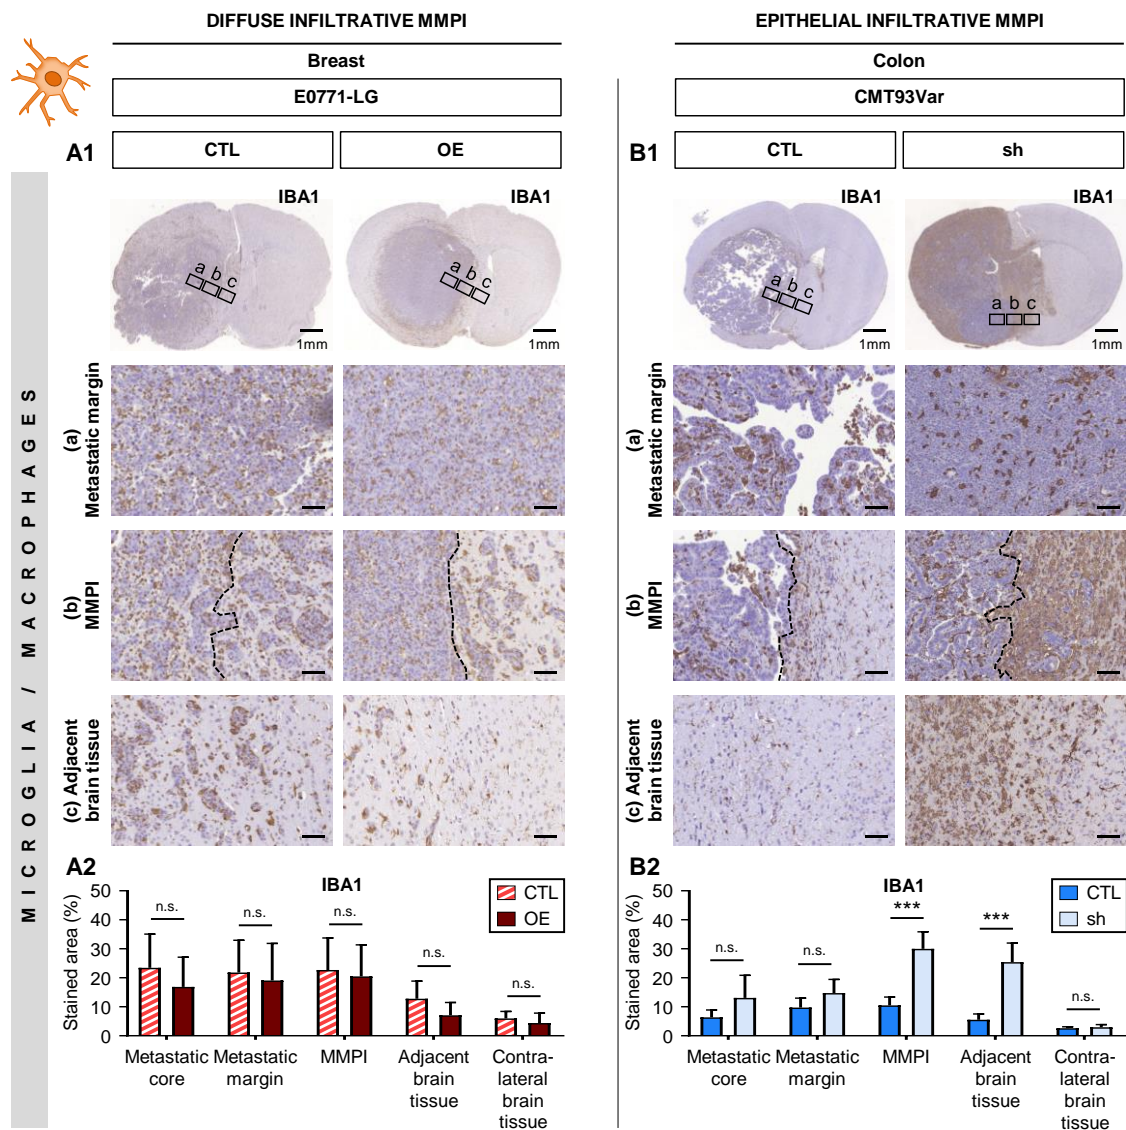 DIFFUSE INFILTRATIVE MMPI
Breast
E0771-LG
A1
CTL
OE
MICROGLIA / MACROPHAGES
IBA1
a b c
1mm
IBA1
a b c
1mm
(a)
Metastatic margin
(b)
MMPI
(c) Adjacent
brain tissue
A2
IBA1
CTL
OE
Stained area (%)
50
40
30
20
10
0
n.s.
n.s.
n.s.
n.s.
n.s.
Metastatic
core
Metastatic
margin
MMPI
Adjacent
brain
tissue
Contra-
lateral
brain
tissue
EPITHELIAL INFILTRATIVE MMPI
Colon
CMT93Var
B1
CTL
sh
IBA1
a b c
1mm
IBA1
a b c
1mm
(a)
Metastatic margin
(b)
MMPI
(c) Adjacent
brain tissue
B2
IBA1
CTL
sh
Stained area (%)
50
40
30
20
10
0
n.s.
n.s.
***
***
n.s.
Metastatic
core
Metastatic
margin
MMPI
Adjacent
brain
tissue
Contra-
lateral
brain
tissue